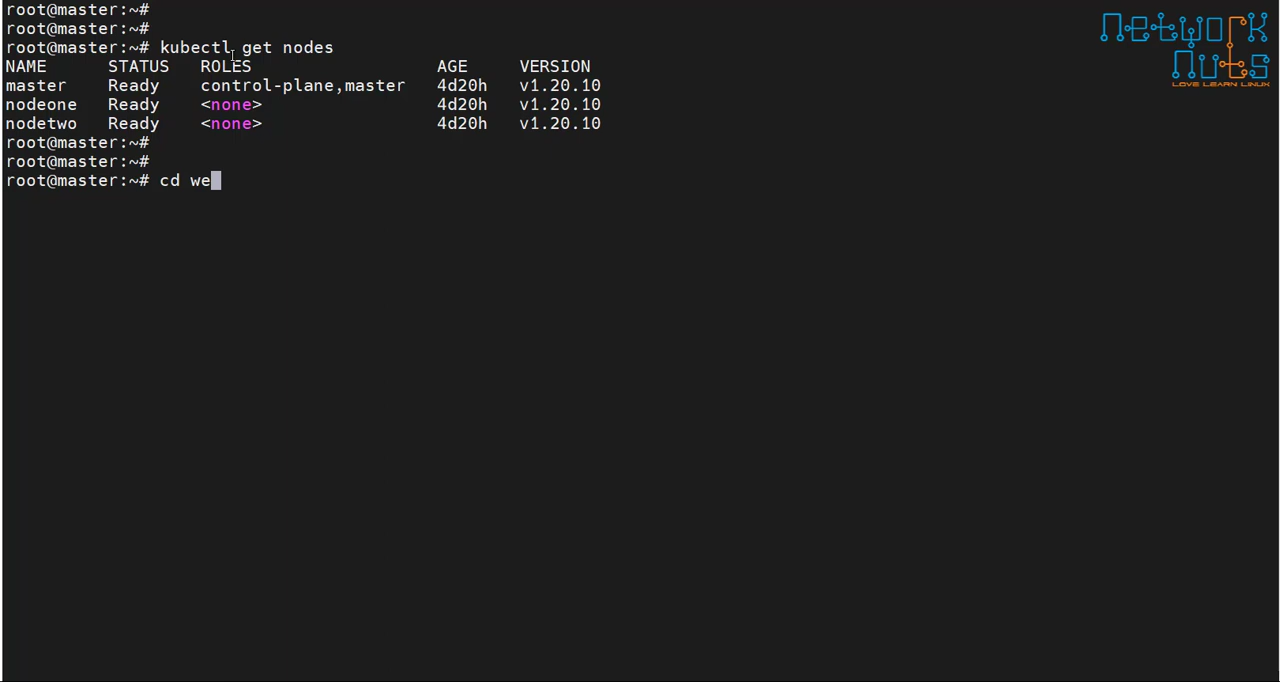 root@master:~#
root@master:~#
root@master:~# kubectl get nodes
NAME STATUS ROLES AGE VERSION
master Ready control-plane,master 4d20h v1.20.10
nodeone Ready <none> 4d20h v1.20.10
nodetwo Ready <none> 4d20h v1.20.10
root@master:~#
root@master:~#
root@master:~# cd we
Network
Nuts
LOVE LEARN LINUX